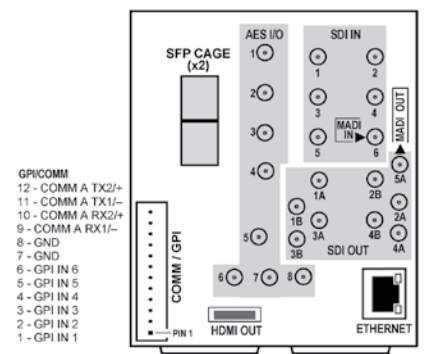 AES I/O
SDI IN
SFP CAGE
(x2)
1
2
3
4
5
6
7
8
1
2
3
4
5
6
MADI
IN
MADI OUT
5A
1A
2B
1B
2A
3A
4B
3B
4A
SDI OUT
GPI/COMM
12 - COMM A TX2/+
11 - COMM A TX1/–
10 - COMM A RX2/+
9 - COMM A RX1/–
8 - GND
7 - GND
6 - GPI IN 6
5 - GPI IN 5
4 - GPI IN 4
3 - GPI IN 3
2 - GPI IN 2
1 - GPI IN 1
COMM / GPI
PIN 1
HDMI OUT
ETHERNET